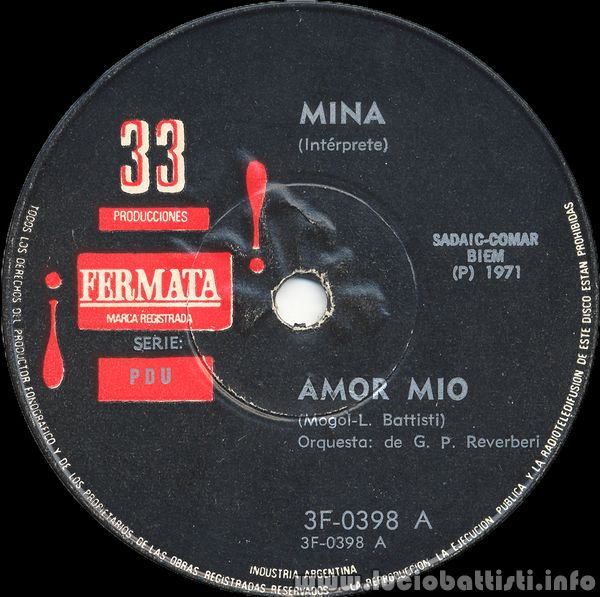 MINA
(Intérprete)
33
PRODUCCIONES
FERMATA
MARCA REGISTRADA
SERIE:
PDU
SADAIC-COMAR
BIEM
(P) 1971
AMOR MIO
(Mogol-L. Battisti)
Orquesta: de G. P. Reverberi
3F-0398 A
3F-0398 A
INDUSTRIA ARGENTINA
TODOS LOS DERECHOS DEL PRODUCTOR FONOGRAFICO Y DE LOS PROPIETARIOS DE LAS OBRAS REGISTRADAS RESERVADOS - LA REPRODUCCION, LA EJECUCION PUBLICA Y LA RADIOTELEDIFUSION DE ESTE DISCO ESTAN PROHIBIDAS
www.luciobattisti.info